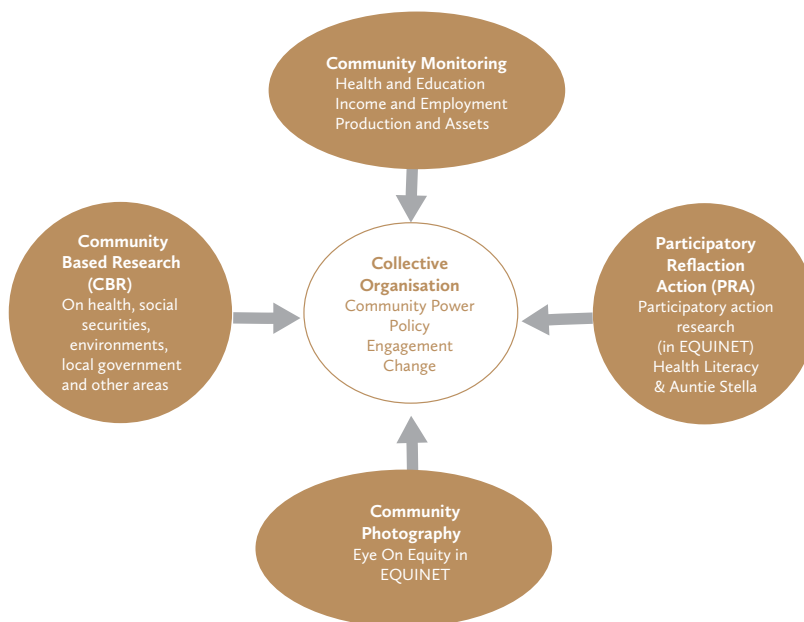 Community Monitoring
Health and Education
Income and Employment
Production and Assets
Community
Based Research
(CBR)
On health, social
securities,
environments,
local government
and other areas
Collective
Organisation
Community Power
Policy
Engagement
Change
Participatory
Reflaction
Action (PRA)
Participatory action
research
(in EQUINET)
Health Literacy
& Auntie Stella
Community
Photography
Eye On Equity in
EQUINET